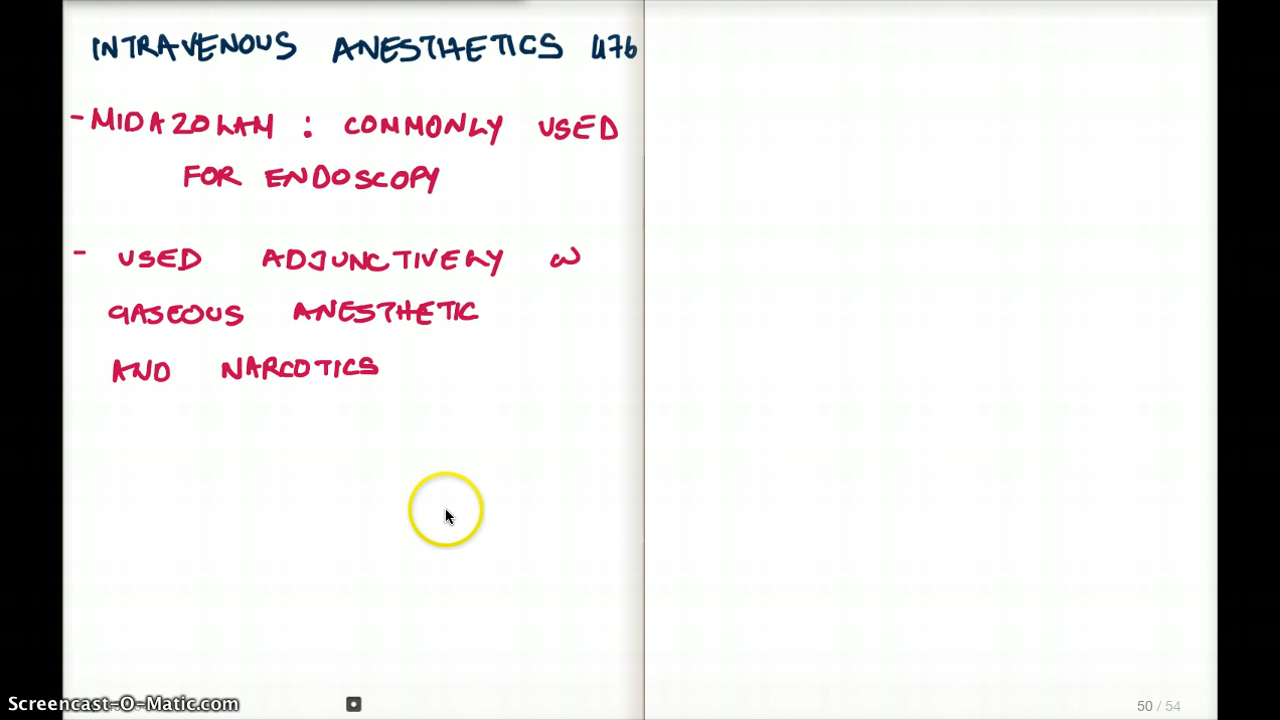 INTRAVENOUS ANESTHETICS 476
- MIDAZOLAM : COMMONLY USED
FOR ENDOSCOPY
- USED ADJUNCTIVELY W
GASEOUS ANESTHETIC
AND NARCOTICS
Screencast-O-Matic.com
50 / 54